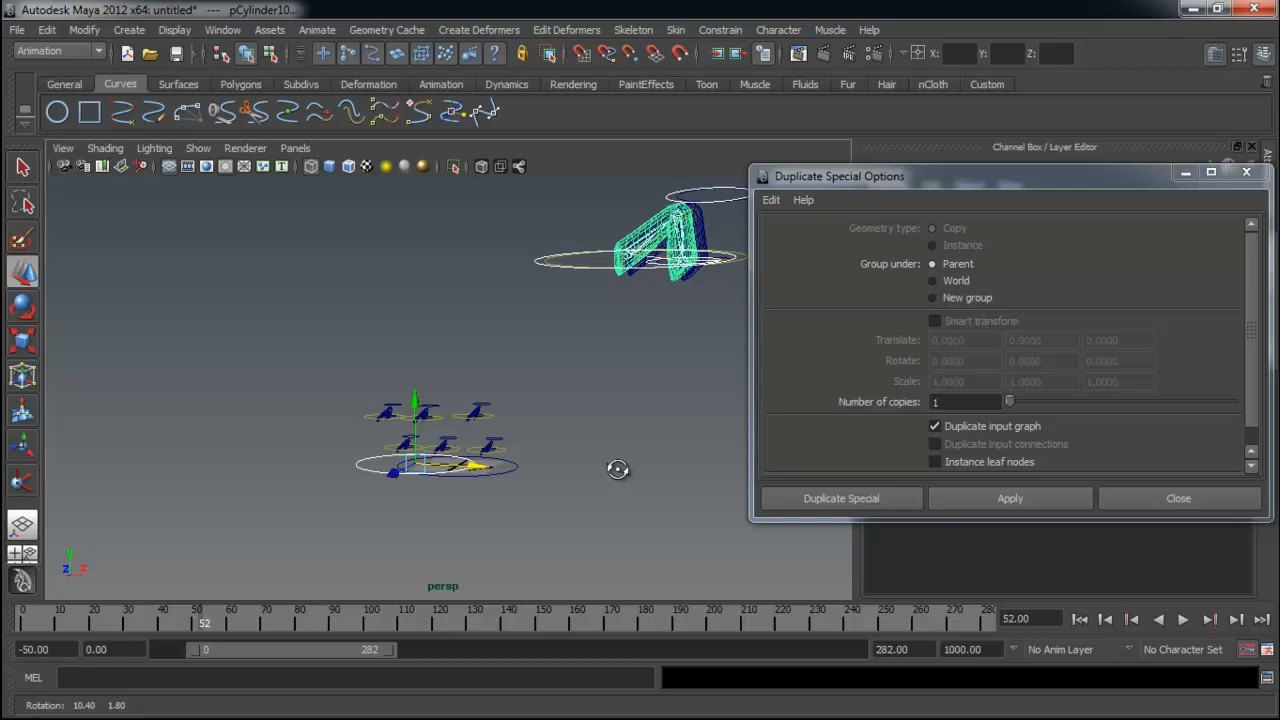 Autodesk Maya 2012 x64: untitled* --- pCylinder10...
File Edit Modify Create Display Window Assets Animate Geometry Cache Create Deformers Edit Deformers Skeleton Skin Constrain Character Muscle Help
Animation X: Y: Z:
General Curves Surfaces Polygons Subdivs Deformation Animation Dynamics Rendering PaintEffects Toon Muscle Fluids Fur Hair nCloth Custom
View Shading Lighting Show Renderer Panels
Channel Box / Layer Editor
Duplicate Special Options
Edit Help
Geometry type: Copy
Instance
Group under: Parent
World
New group
Smart transform
Translate: 0.0000 0.0000 0.0000
Rotate: 0.0000 0.0000 0.0000
Scale: 1.0000 1.0000 1.0000
Number of copies: 1
Duplicate input graph
Duplicate input connections
Instance leaf nodes
Duplicate Special Apply Close
y
z x
persp
0 10 20 30 40 50 60 70 80 90 100 110 120 130 140 150 160 170 180 190 200 210 220 230 240 250 260 270 280
52
52.00
-50.00 0.00 0 282 282.00 1000.00 No Anim Layer No Character Set
MEL
Rotation: 10.40 1.80